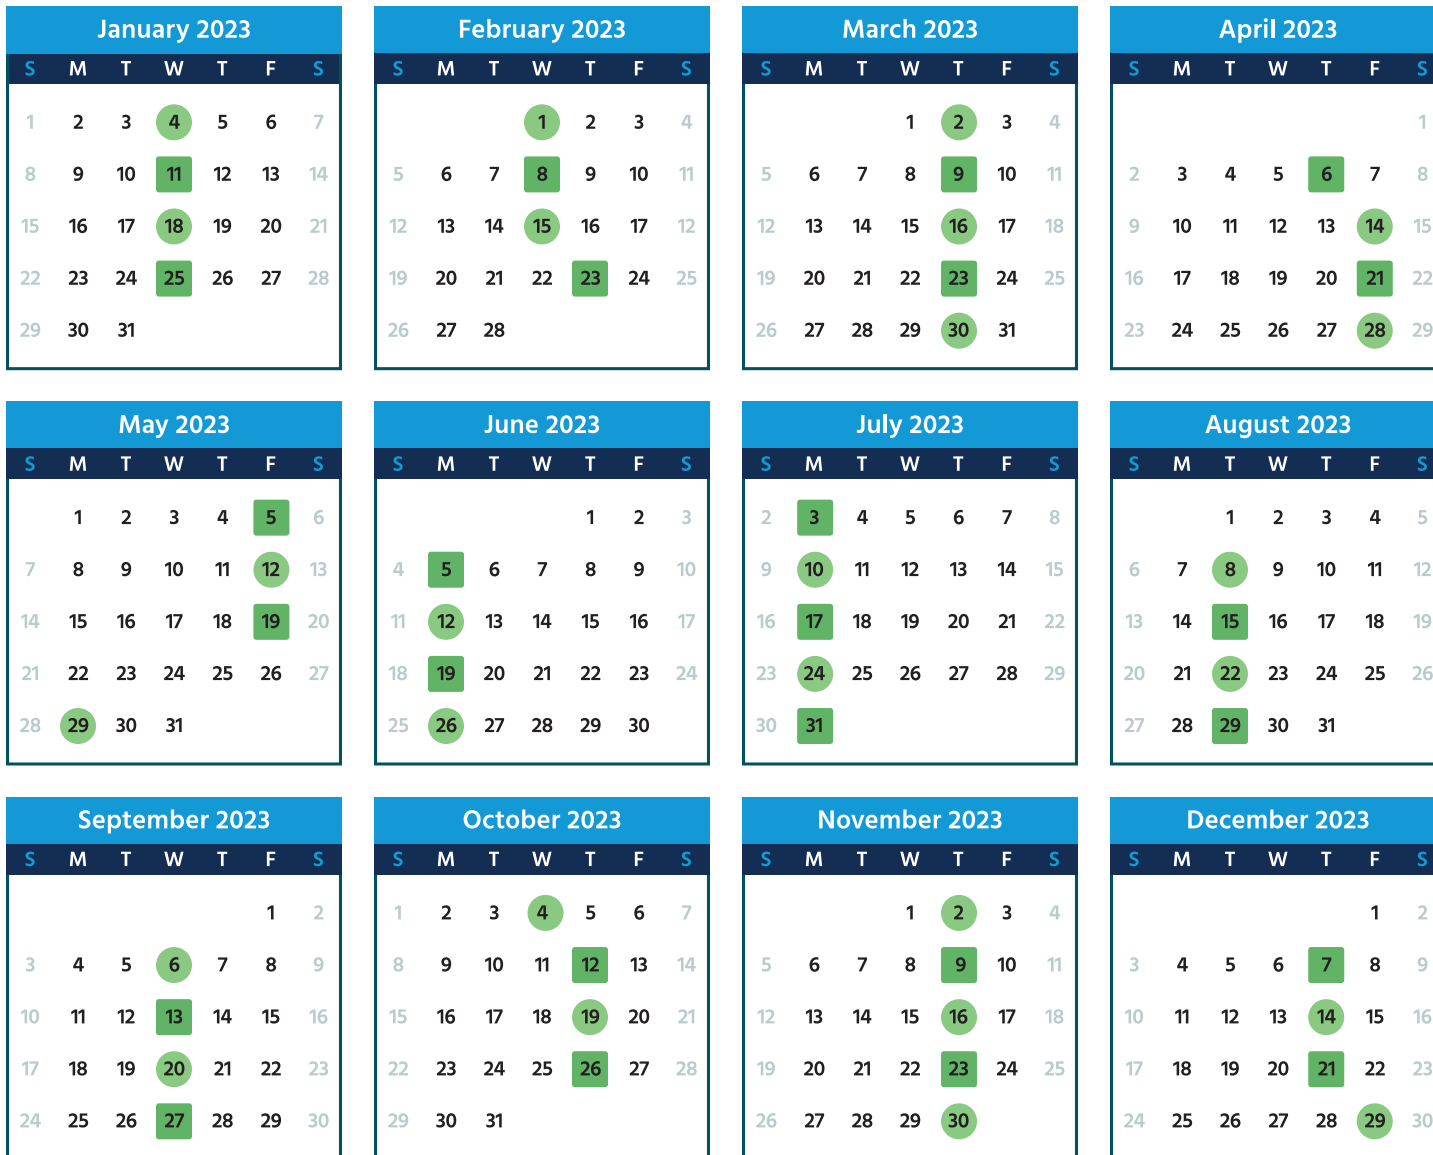 January 2023
S M T W T F S
1 2 3 4 5 6 7
8 9 10 11 12 13 14
15 16 17 18 19 20 21
22 23 24 25 26 27 28
29 30 31
February 2023
S M T W T F S
1 2 3 4
5 6 7 8 9 10 11
12 13 14 15 16 17 12
19 20 21 22 23 24 25
26 27 28
March 2023
S M T W T F S
1 2 3 4
5 6 7 8 9 10 11
12 13 14 15 16 17 18
19 20 21 22 23 24 25
26 27 28 29 30 31
April 2023
S M T W T F S
1
2 3 4 5 6 7 8
9 10 11 12 13 14 15
16 17 18 19 20 21 22
23 24 25 26 27 28 29
May 2023
S M T W T F S
1 2 3 4 5 6
7 8 9 10 11 12 13
14 15 16 17 18 19 20
21 22 23 24 25 26 27
28 29 30 31
June 2023
S M T W T F S
1 2 3
4 5 6 7 8 9 10
11 12 13 14 15 16 17
18 19 20 21 22 23 24
25 26 27 28 29 30
July 2023
S M T W T F S
2 3 4 5 6 7 8
9 10 11 12 13 14 15
16 17 18 19 20 21 22
23 24 25 26 27 28 29
30 31
August 2023
S M T W T F S
1 2 3 4 5
6 7 8 9 10 11 12
13 14 15 16 17 18 19
20 21 22 23 24 25 26
27 28 29 30 31
September 2023
S M T W T F S
1 2
3 4 5 6 7 8 9
10 11 12 13 14 15 16
17 18 19 20 21 22 23
24 25 26 27 28 29 30
October 2023
S M T W T F S
1 2 3 4 5 6 7
8 9 10 11 12 13 14
15 16 17 18 19 20 21
22 23 24 25 26 27 28
29 30 31
November 2023
S M T W T F S
1 2 3 4
5 6 7 8 9 10 11
12 13 14 15 16 17 18
19 20 21 22 23 24 25
26 27 28 29 30
December 2023
S M T W T F S
1 2
3 4 5 6 7 8 9
10 11 12 13 14 15 16
17 18 19 20 21 22 23
24 25 26 27 28 29 30